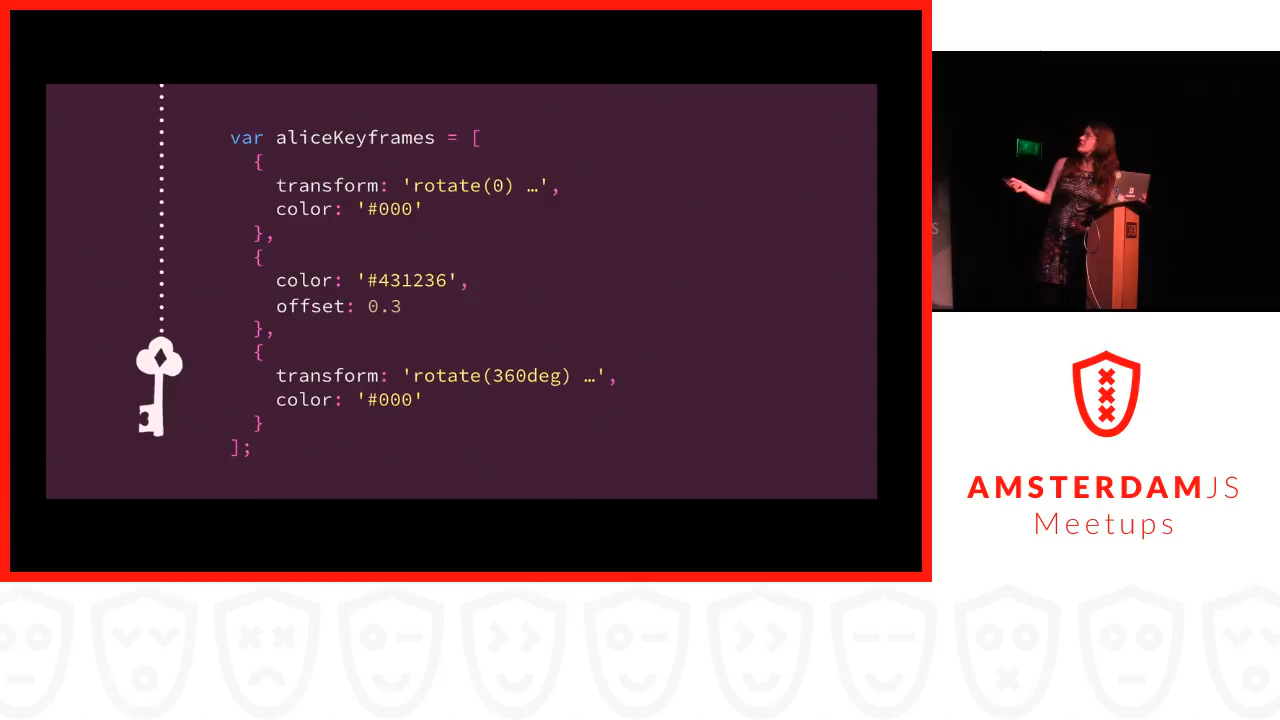 var aliceKeyframes = [
{
transform: 'rotate(0) …',
color: '#000'
},
{
color: '#431236',
offset: 0.3
},
{
transform: 'rotate(360deg) …',
color: '#000'
}
];
S
AMSTERDAMJS
Meetups